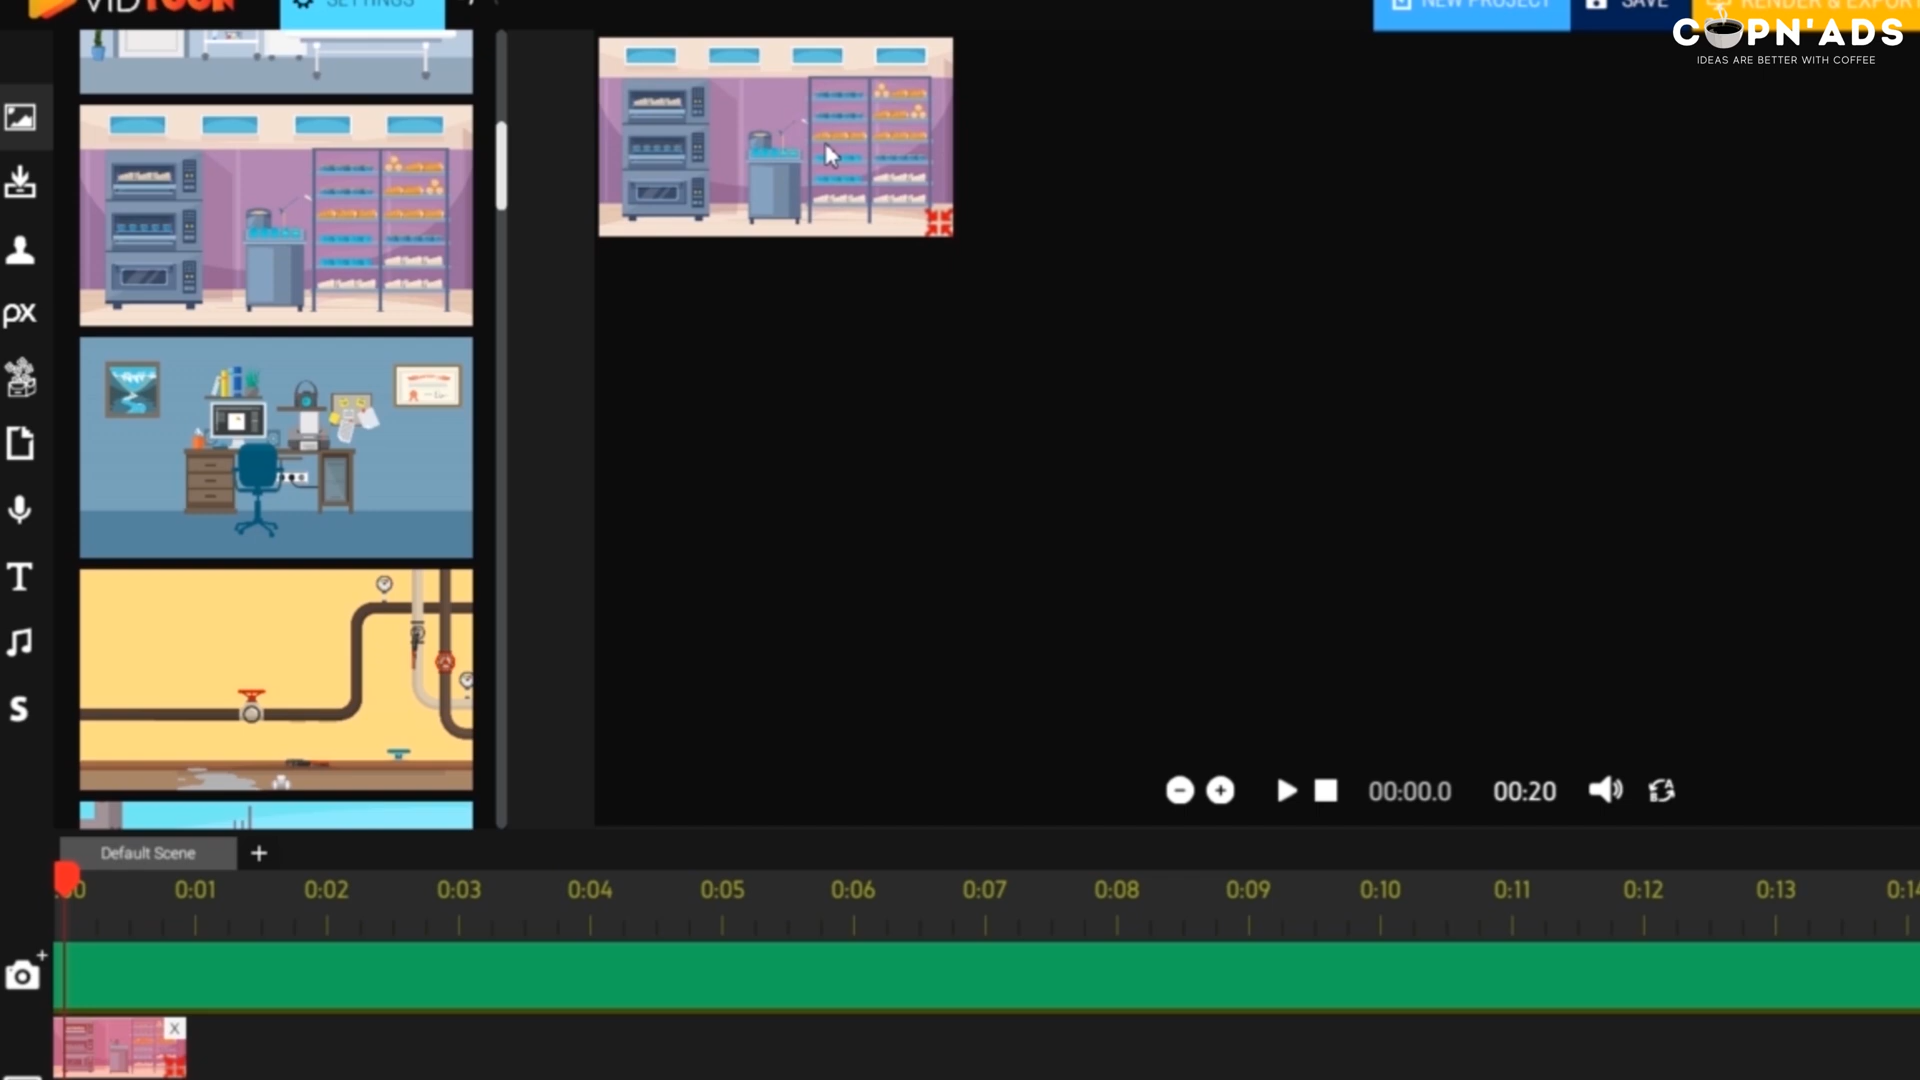 VIDTOON
SETTINGS
NEW PROJECT
SAVE
RENDER & EXPORT
CUPN'ADS
IDEAS ARE BETTER WITH COFFEE
px
T
S
00:00.0
00:20
Default Scene
+
0:01
0:02
0:03
0:04
0:05
0:06
0:07
0:08
0:09
0:10
0:11
0:12
0:13
0:14
X